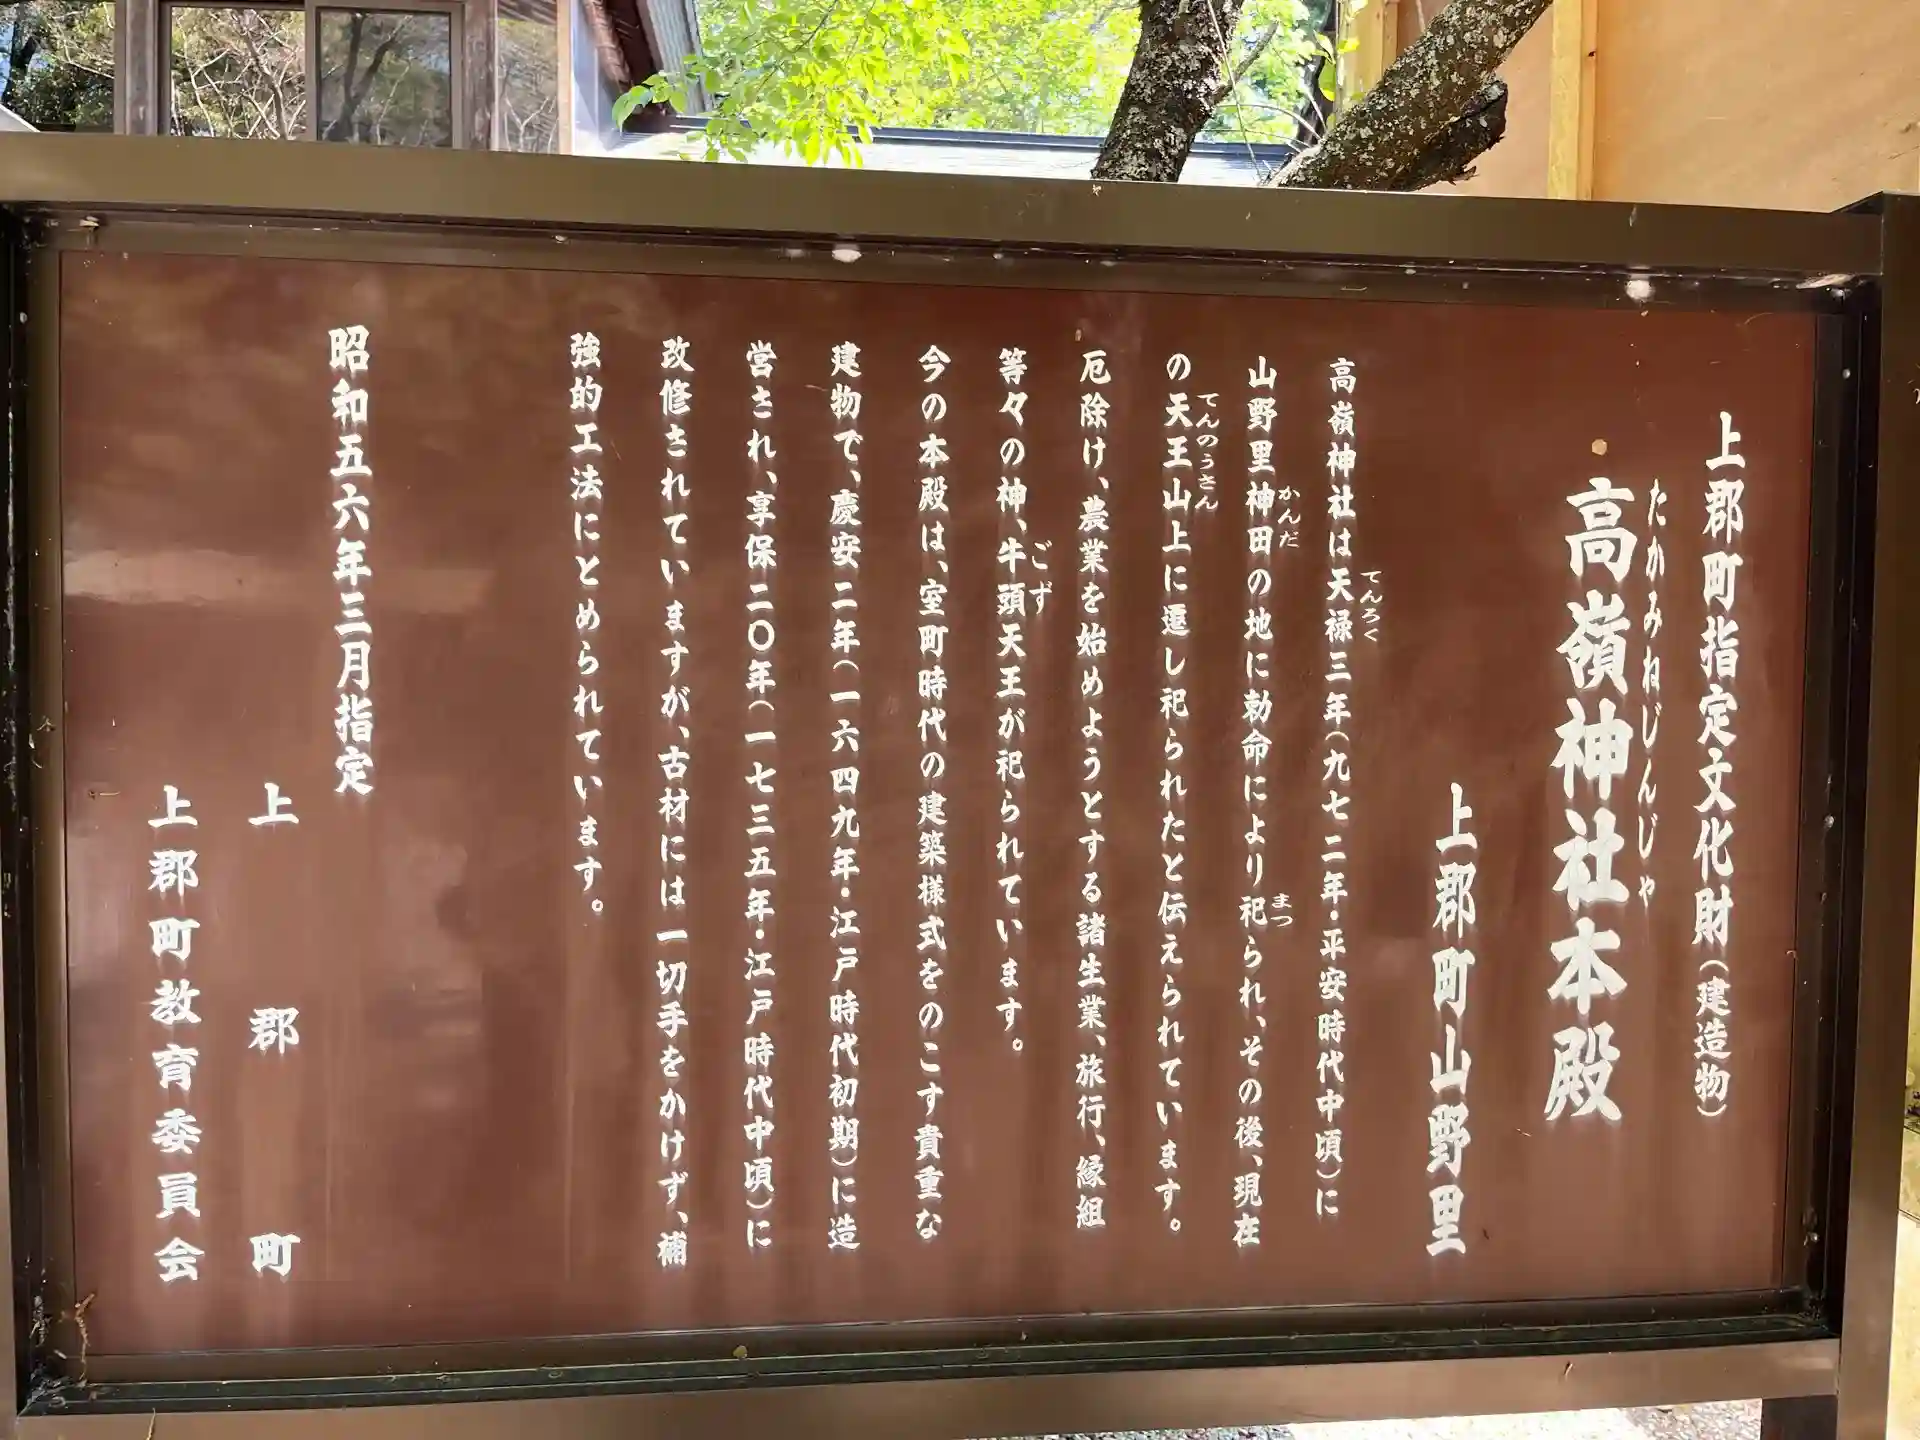 上郡町指定文化財（建造物）
たかみねじんじゃ
高嶺神社本殿
上郡町山野里
てんろく
高嶺神社は天禄三年（九七二年・平安時代中頃）に
かんだ
まつ
山野里神田の地に勅命により祀られ、その後、現在
てんのうさん
の天王山上に遷し祀られたと伝えられています。
厄除け、農業を始めようとする諸生業、旅行、縁組
ごず
等々の神、牛頭天王が祀られています。
今の本殿は、室町時代の建築様式をのこす貴重な
建物で、慶安二年（一六四九年・江戸時代初期）に造
営され、享保二〇年（一七三五年・江戸時代中頃）に
改修されていますが、古材には一切手をかけず、補
強的工法にとめられています。
昭和五六年三月指定
上郡町
上郡町教育委員会